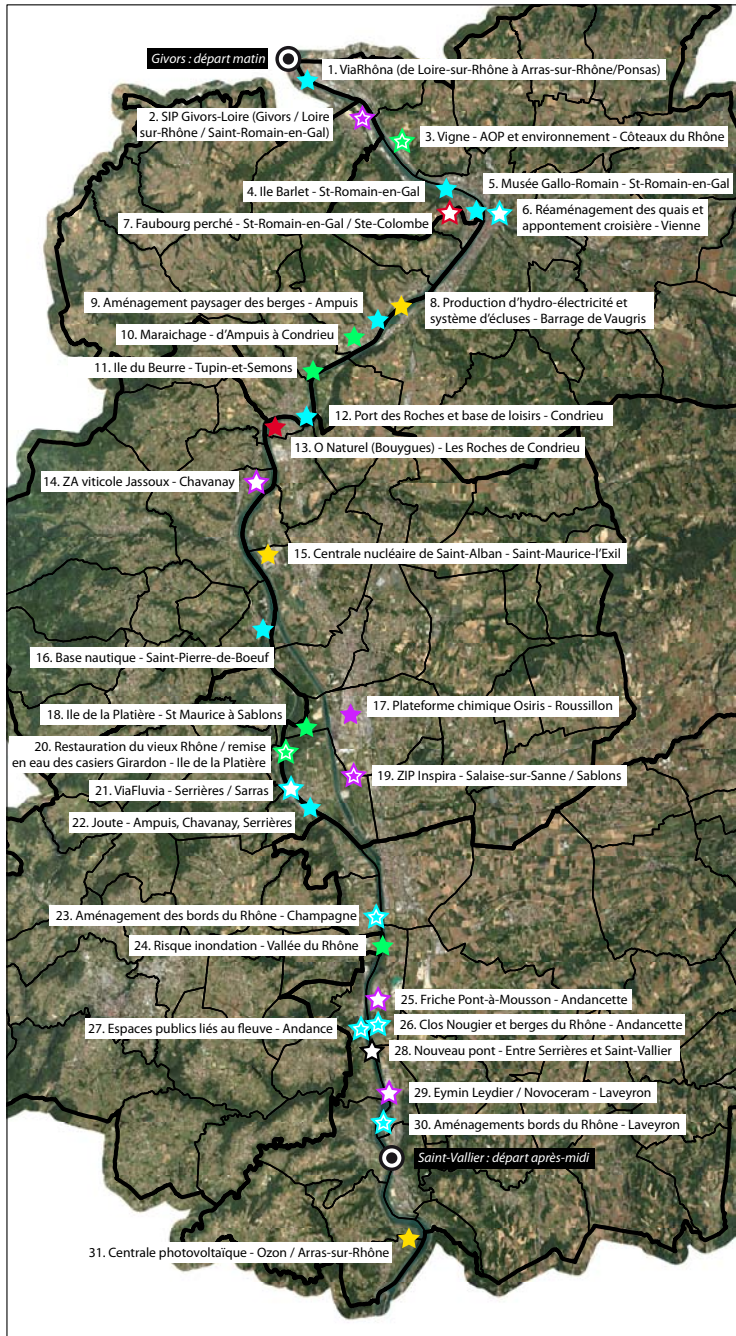 Givors : départ matin
1. ViaRhôna (de Loire-sur-Rhône à Arras-sur-Rhône/Ponsas)
2. SIP Givors-Loire (Givors / Loire
sur-Rhône / Saint-Romain-en-Gal)
3. Vigne - AOP et environnement - Côteaux du Rhône
4. Ile Barlet - St-Romain-en-Gal
5. Musée Gallo-Romain - St-Romain-en-Gal
6. Réaménagement des quais et
appontement croisière - Vienne
7. Faubourg perché - St-Romain-en-Gal / Ste-Colombe
8. Production d'hydro-électricité et
système d'écluses - Barrage de Vaugris
9. Aménagement paysager des berges - Ampuis
10. Maraichage - d'Ampuis à Condrieu
11. Ile du Beurre - Tupin-et-Semons
12. Port des Roches et base de loisirs - Condrieu
13. O Naturel (Bouygues) - Les Roches de Condrieu
14. ZA viticole Jassoux - Chavanay
15. Centrale nucléaire de Saint-Alban - Saint-Maurice-l'Exil
16. Base nautique - Saint-Pierre-de-Boeuf
17. Plateforme chimique Osiris - Roussillon
18. Ile de la Platière - St Maurice à Sablons
19. ZIP Inspira - Salaise-sur-Sanne / Sablons
20. Restauration du vieux Rhône / remise
en eau des casiers Girardon - Ile de la Platière
21. ViaFluvia - Serrières / Sarras
22. Joute - Ampuis, Chavanay, Serrières
23. Aménagement des bords du Rhône - Champagne
24. Risque inondation - Vallée du Rhône
25. Friche Pont-à-Mousson - Andancette
26. Clos Nougier et berges du Rhône - Andancette
27. Espaces publics liés au fleuve - Andance
28. Nouveau pont - Entre Serrières et Saint-Vallier
29. Eymin Leydier / Novoceram - Laveyron
30. Aménagements bords du Rhône - Laveyron
Saint-Vallier : départ après-midi
31. Centrale photovoltaïque - Ozon / Arras-sur-Rhône